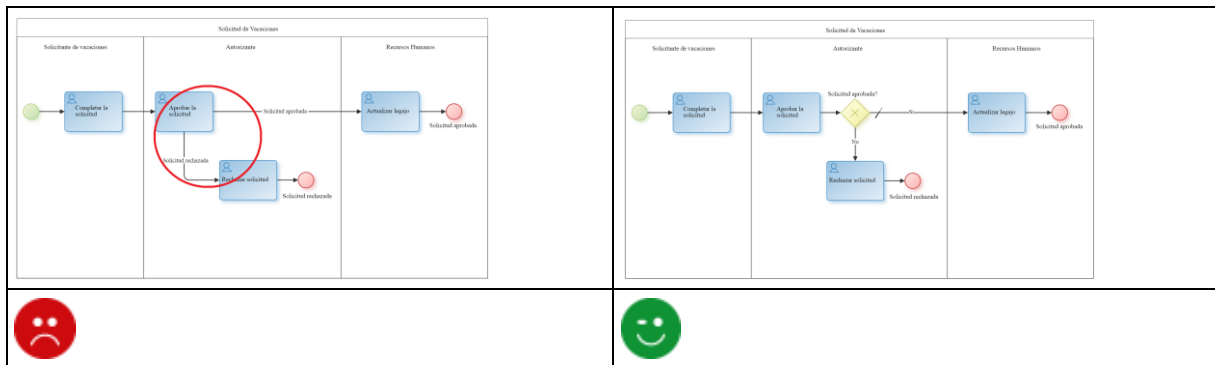 Solicitud de Vacaciones
Solicitante de vacaciones
Autorizante
Recursos Humanos
Completar la
solicitud
Aprobar la
solicitud
Solicitud aprobada
Actualizar legajo
Solicitud aprobada
Solicitud rechazada
Rechazar solicitud
Solicitud rechazada
Solicitud de Vacaciones
Solicitante de vacaciones
Autorizante
Recursos Humanos
Completar la
solicitud
Aprobar la
solicitud
Solicitud aprobada?
Actualizar legajo
Solicitud aprobada
No
Rechazar solicitud
Solicitud rechazada